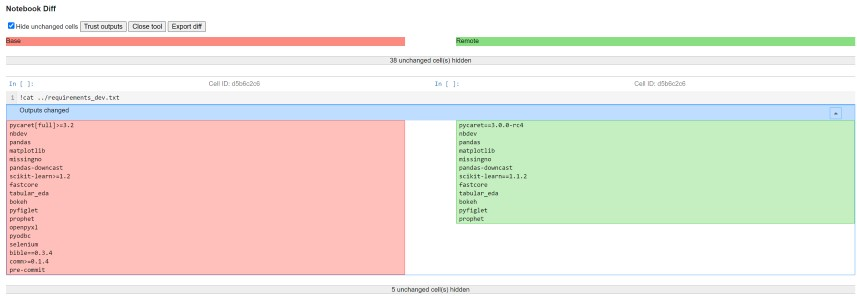 Notebook Diff
Hide unchanged cells Trust outputs Close tool Export diff
Base Remote
38 unchanged cell(s) hidden
In [ ]: Cell ID: d5b6c2c6 In [ ]: Cell ID: d5b6c2c6
1 !cat ../requirements_dev.txt
Outputs changed
pycaret[full]>=3.2
nbdev
pandas
matplotlib
missingno
pandas-downcast
scikit-learn>=1.2
fastcore
tabular_eda
bokeh
pyfiglet
prophet
openpyxl
pyodbc
selenium
bible==0.3.4
comm>=0.1.4
pre-commit
pycaret==3.0.0-rc4
nbdev
pandas
matplotlib
missingno
pandas-downcast
scikit-learn==1.1.2
fastcore
tabular_eda
bokeh
pyfiglet
prophet
5 unchanged cell(s) hidden